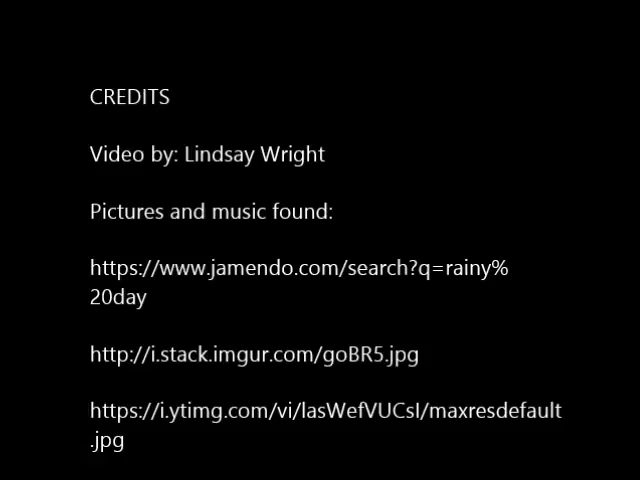 CREDITS
Video by: Lindsay Wright
Pictures and music found:
https://www.jamendo.com/search?q=rainy%
20day
http://i.stack.imgur.com/goBR5.jpg
https://i.ytimg.com/vi/lasWefVUCsI/maxresdefault
.jpg